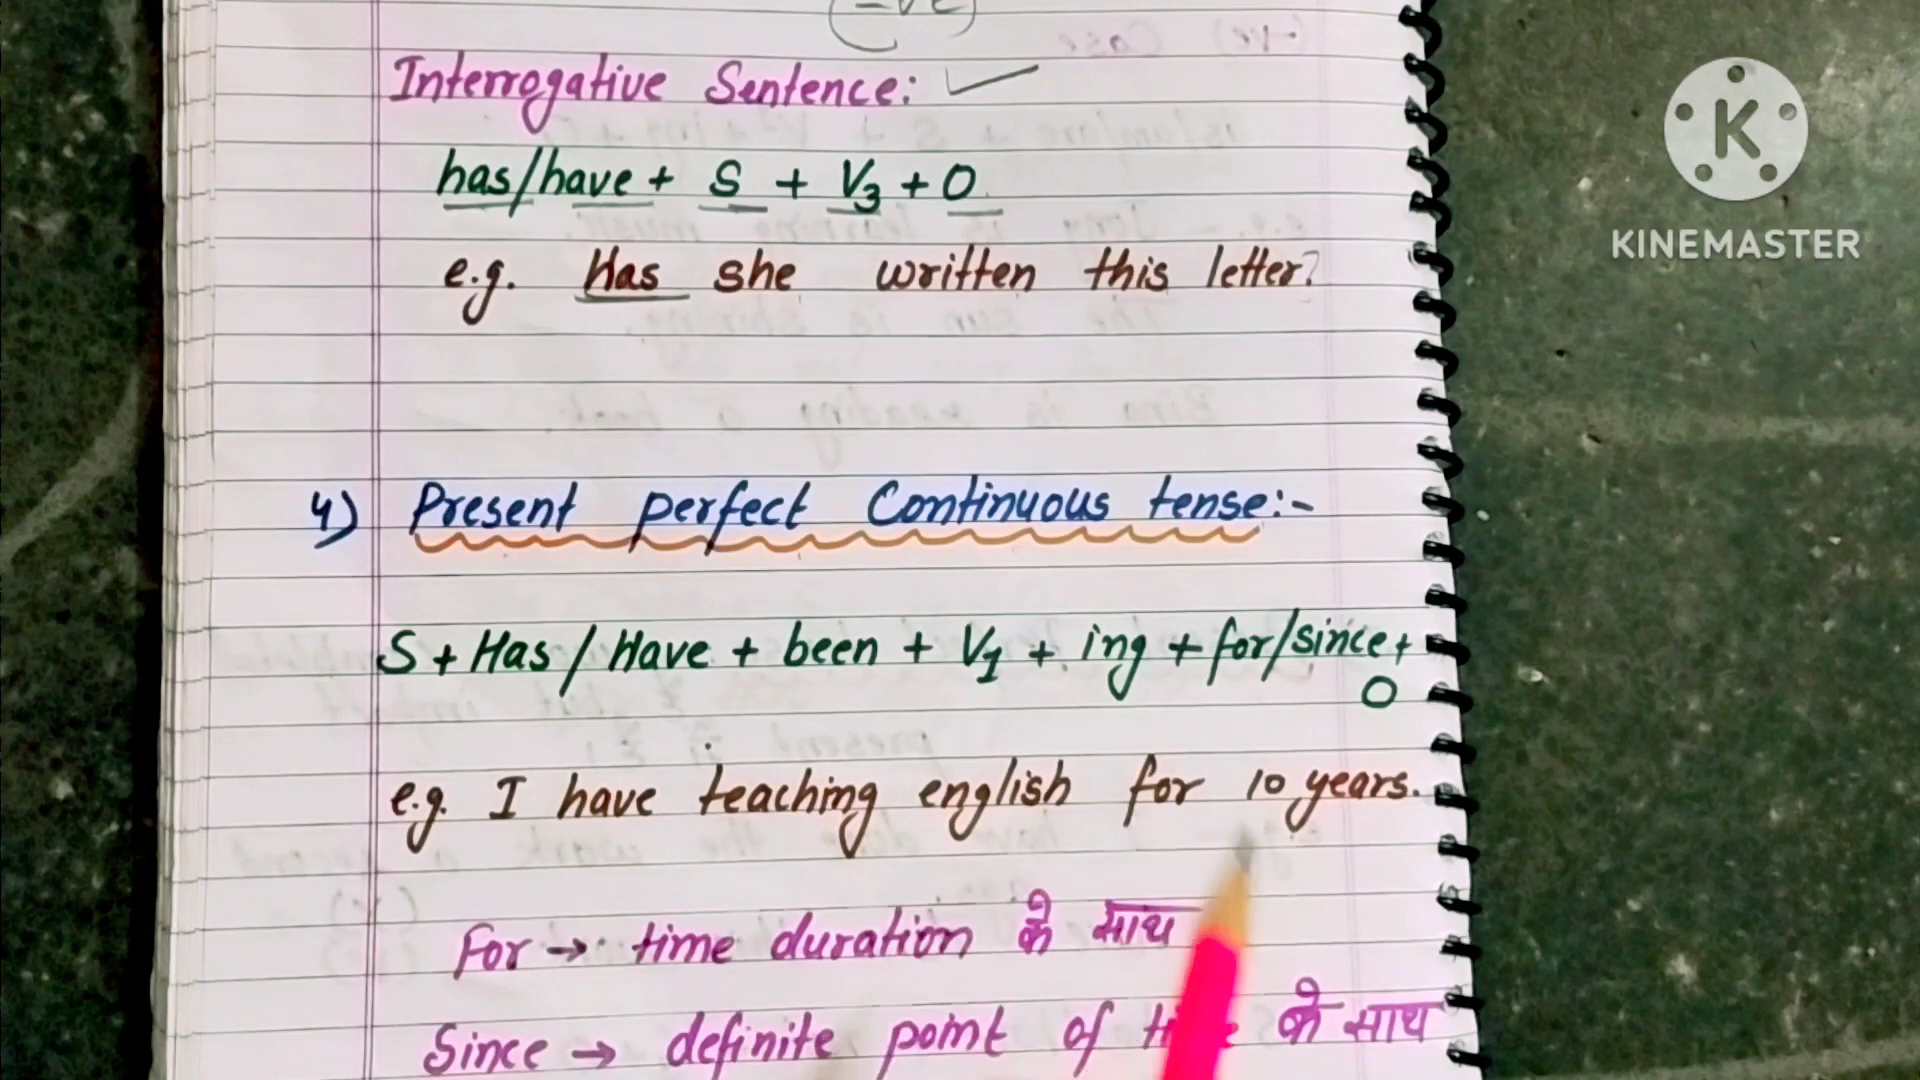 -ve
Interrogative Sentence:
has/have + S + V3 + O
e.g. Has she written this letter?
4) Present perfect Continuous tense:-
S + Has / Have + been + V1 + ing + for/since +
O
e.g. I have teaching english for 10 years.
For → time duration के साथ
Since → definite point of के साथ
K
KINEMASTER